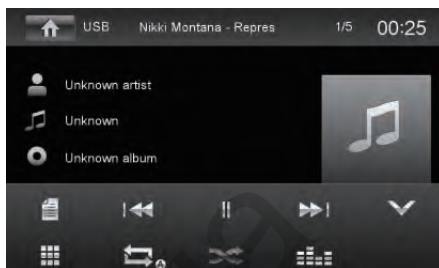 USB Nikki Montana - Repres 1/5 00:25
Unknown artist
Unknown
Unknown album